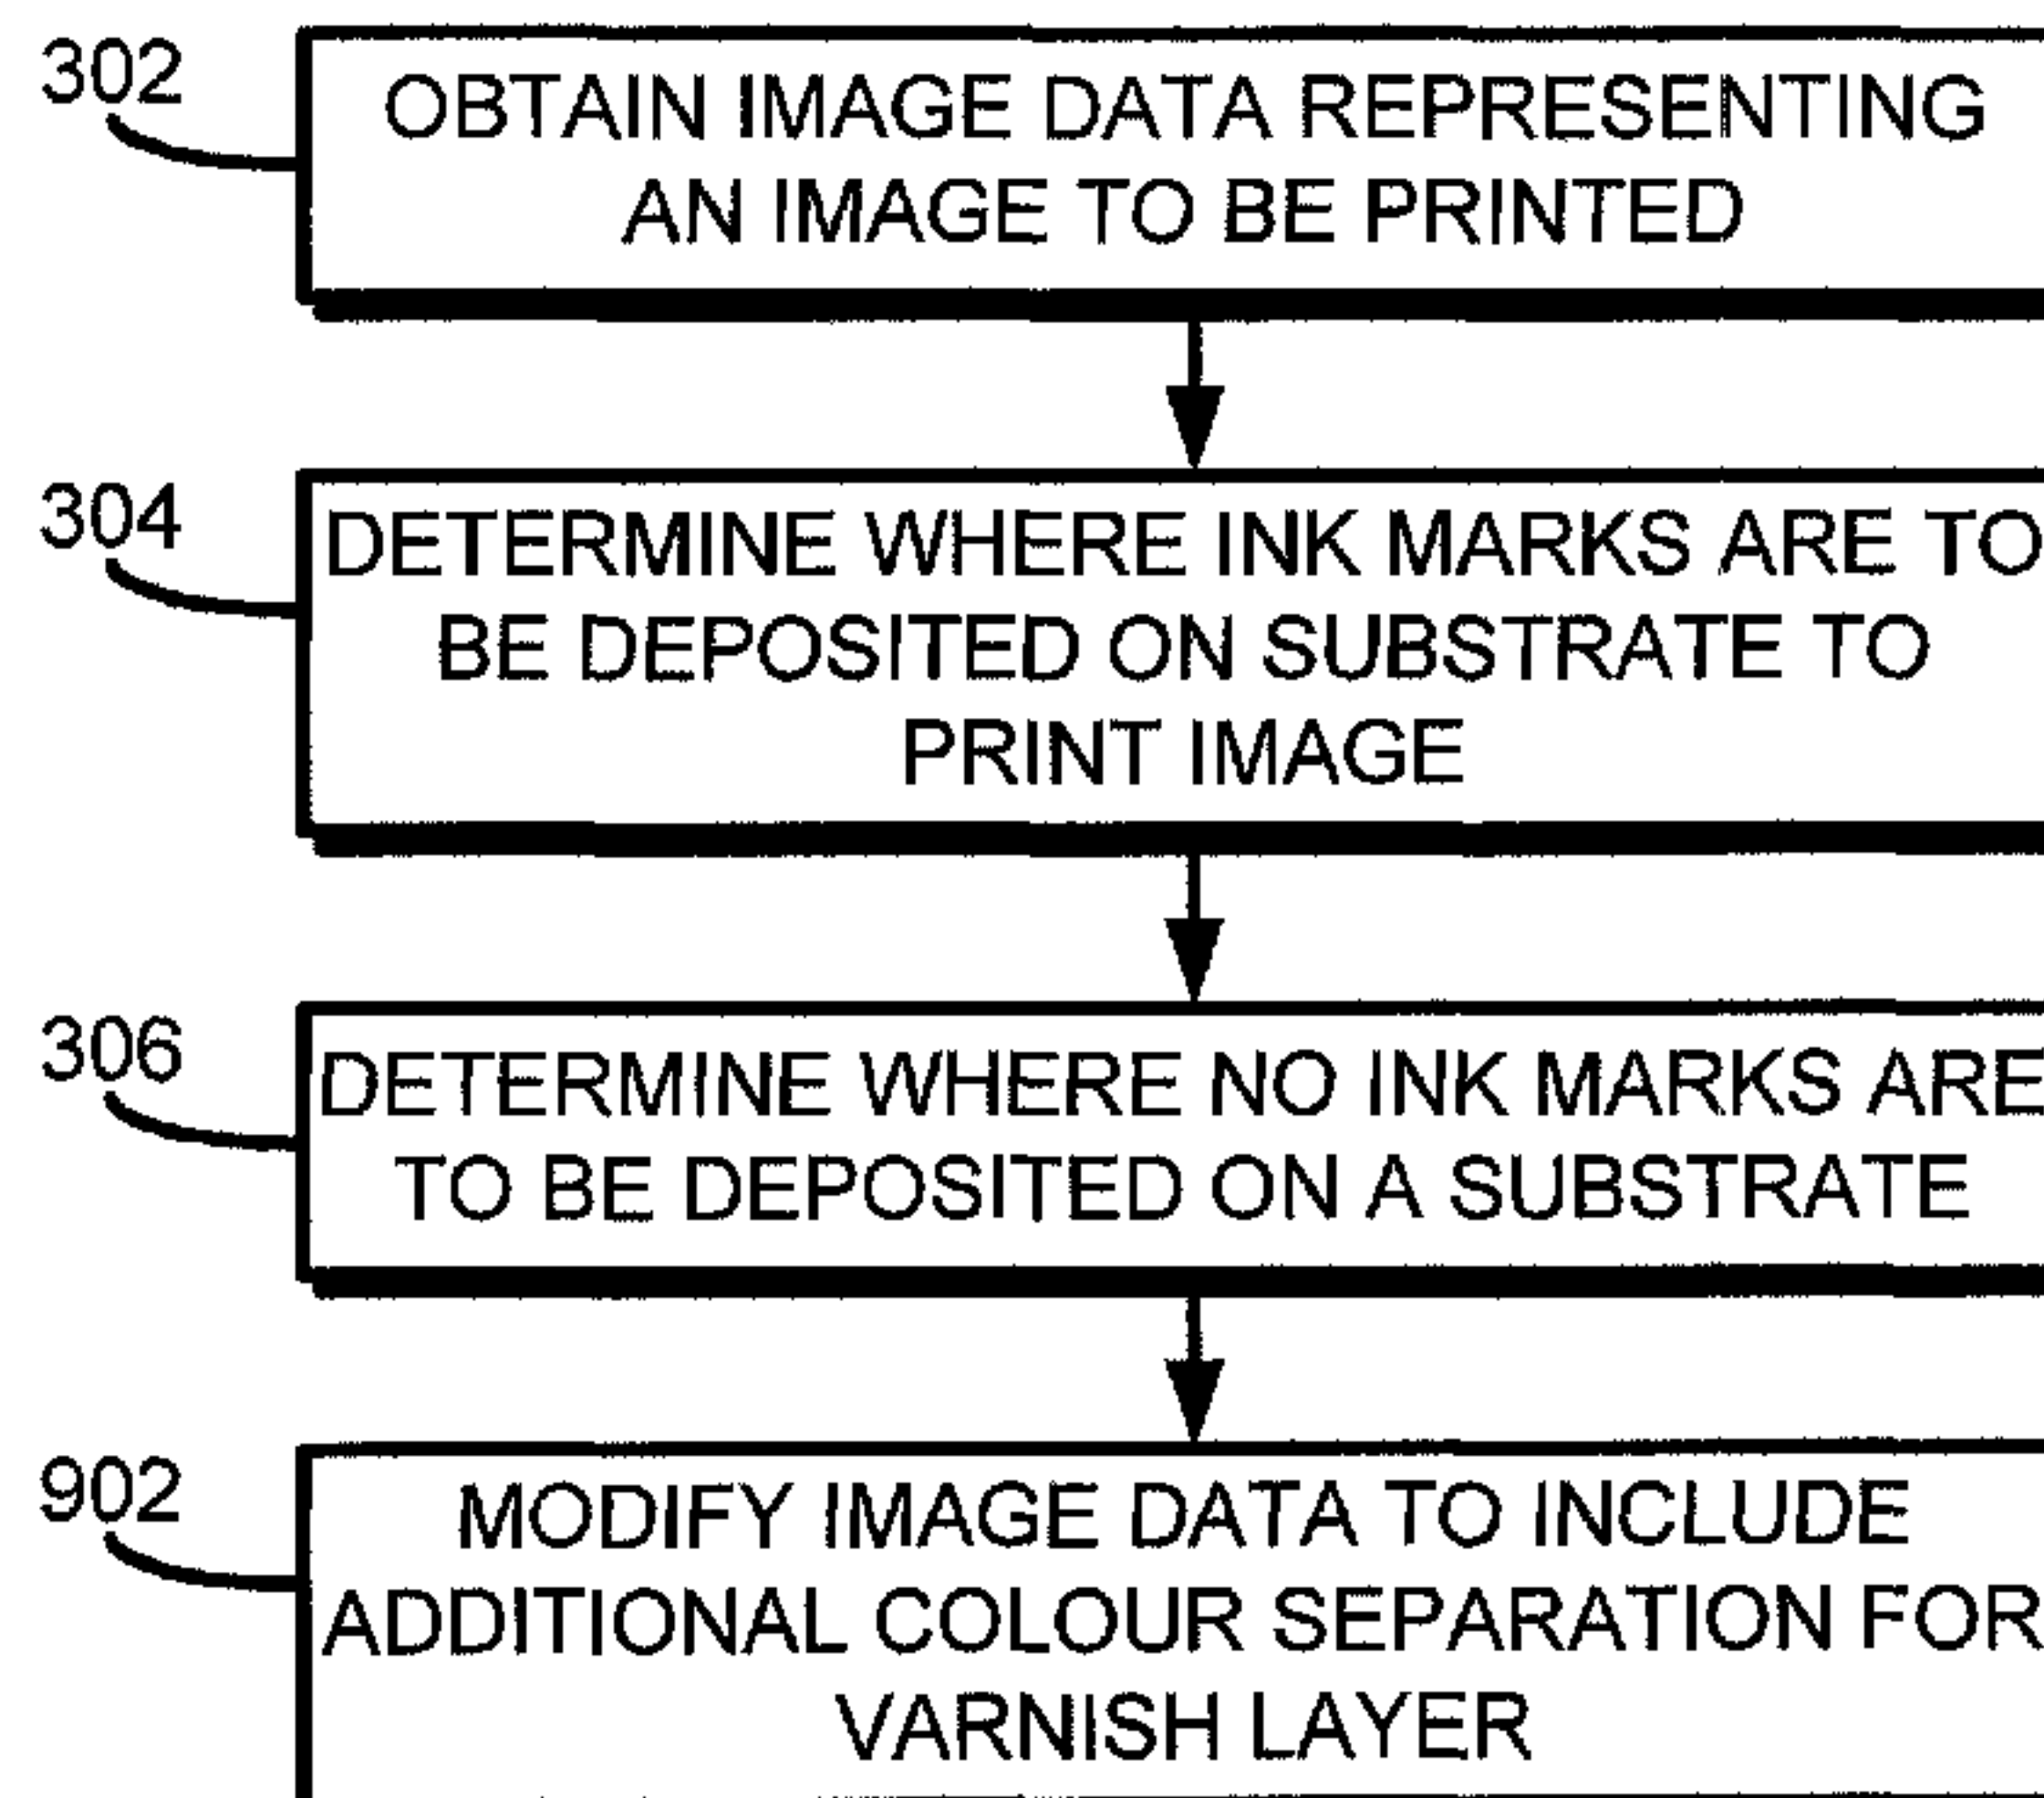 302
OBTAIN IMAGE DATA REPRESENTING
AN IMAGE TO BE PRINTED
304
DETERMINE WHERE INK MARKS ARE TO
BE DEPOSITED ON SUBSTRATE TO
PRINT IMAGE
306
DETERMINE WHERE NO INK MARKS ARE
TO BE DEPOSITED ON A SUBSTRATE
902
MODIFY IMAGE DATA TO INCLUDE
ADDITIONAL COLOUR SEPARATION FOR
VARNISH LAYER